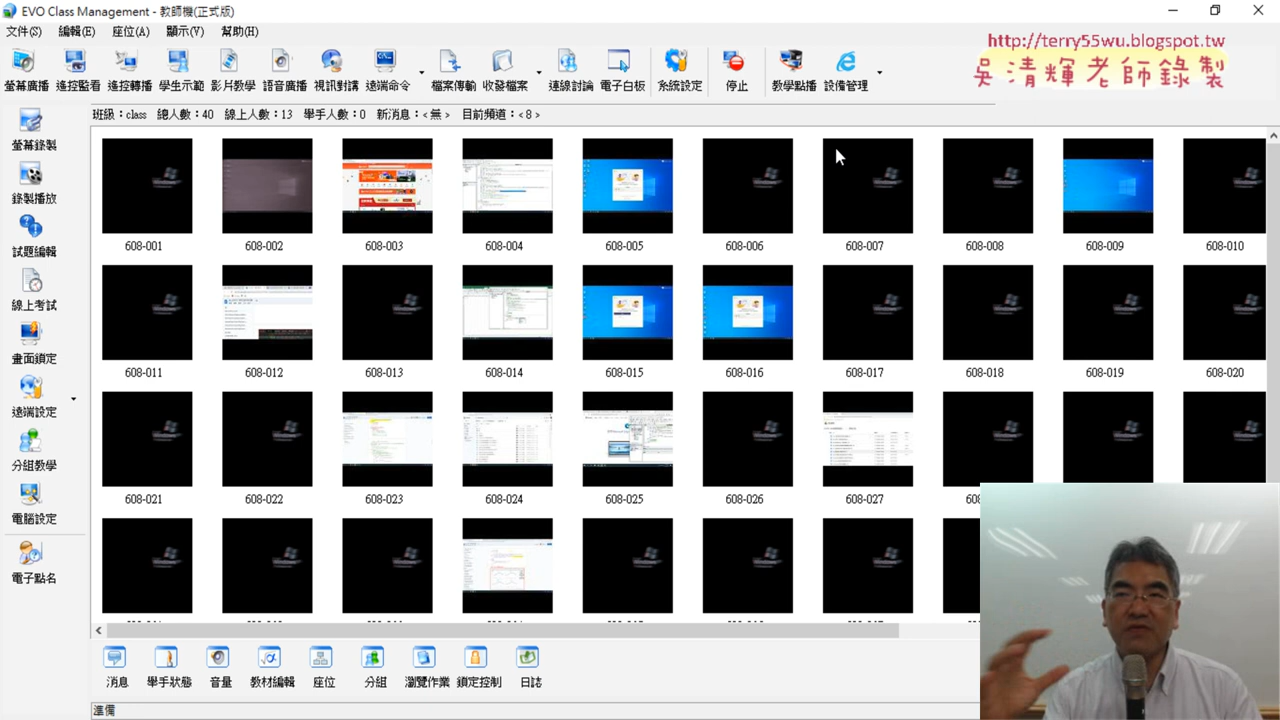 EVO Class Management - 教師機(正式版)
文件(S) 編輯(E) 座位(A) 顯示(V) 幫助(H)
http://terry55wu.blogspot.tw
吳清輝老師錄製
螢幕廣播 遙控監看 遙控轉播 學生示範 影片教學 語音廣播 視訊對講 遠端命令 檔案傳輸 收發檔案 連線討論 電子白板 系統設定 停止 教學點播 設備管理
班級：class 總人數：40 線上人數：13 舉手人數：0 新消息：< 無 > 目前頻道：< 8 >
螢幕錄製
錄製播放
試題編輯
線上考試
畫面鎖定
遠端設定
分組教學
電腦設定
電子點名
608-001 608-002 608-003 608-004 608-005 608-006 608-007 608-008 608-009 608-010
608-011 608-012 608-013 608-014 608-015 608-016 608-017 608-018 608-019 608-020
608-021 608-022 608-023 608-024 608-025 608-026 608-027
消息 舉手狀態 音量 教材編輯 座位 分組 瀏覽作業 鎖定控制 日誌
準備